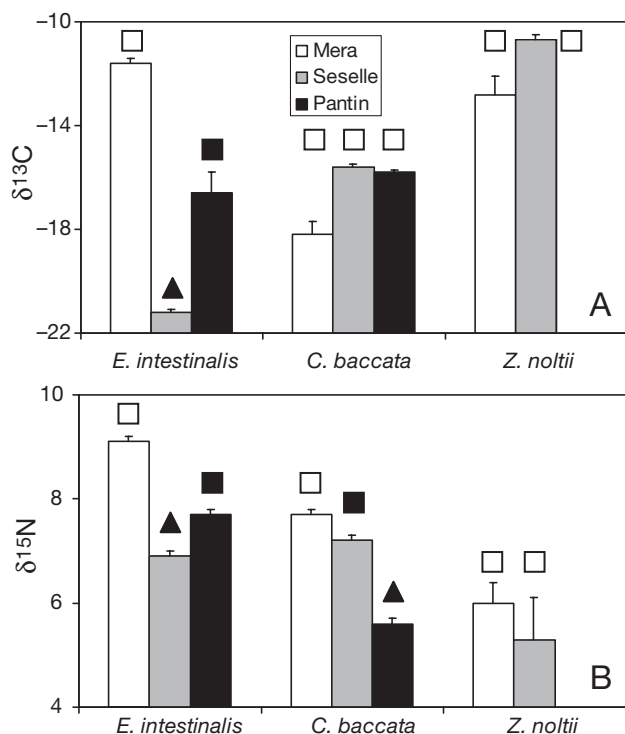 −10
Mera
Seselle
Pantin
−14
δ13C
−18
A
−22
E. intestinalis
C. baccata
Z. noltii
10
8
δ15N
6
B
4
E. intestinalis
C. baccata
Z. noltii